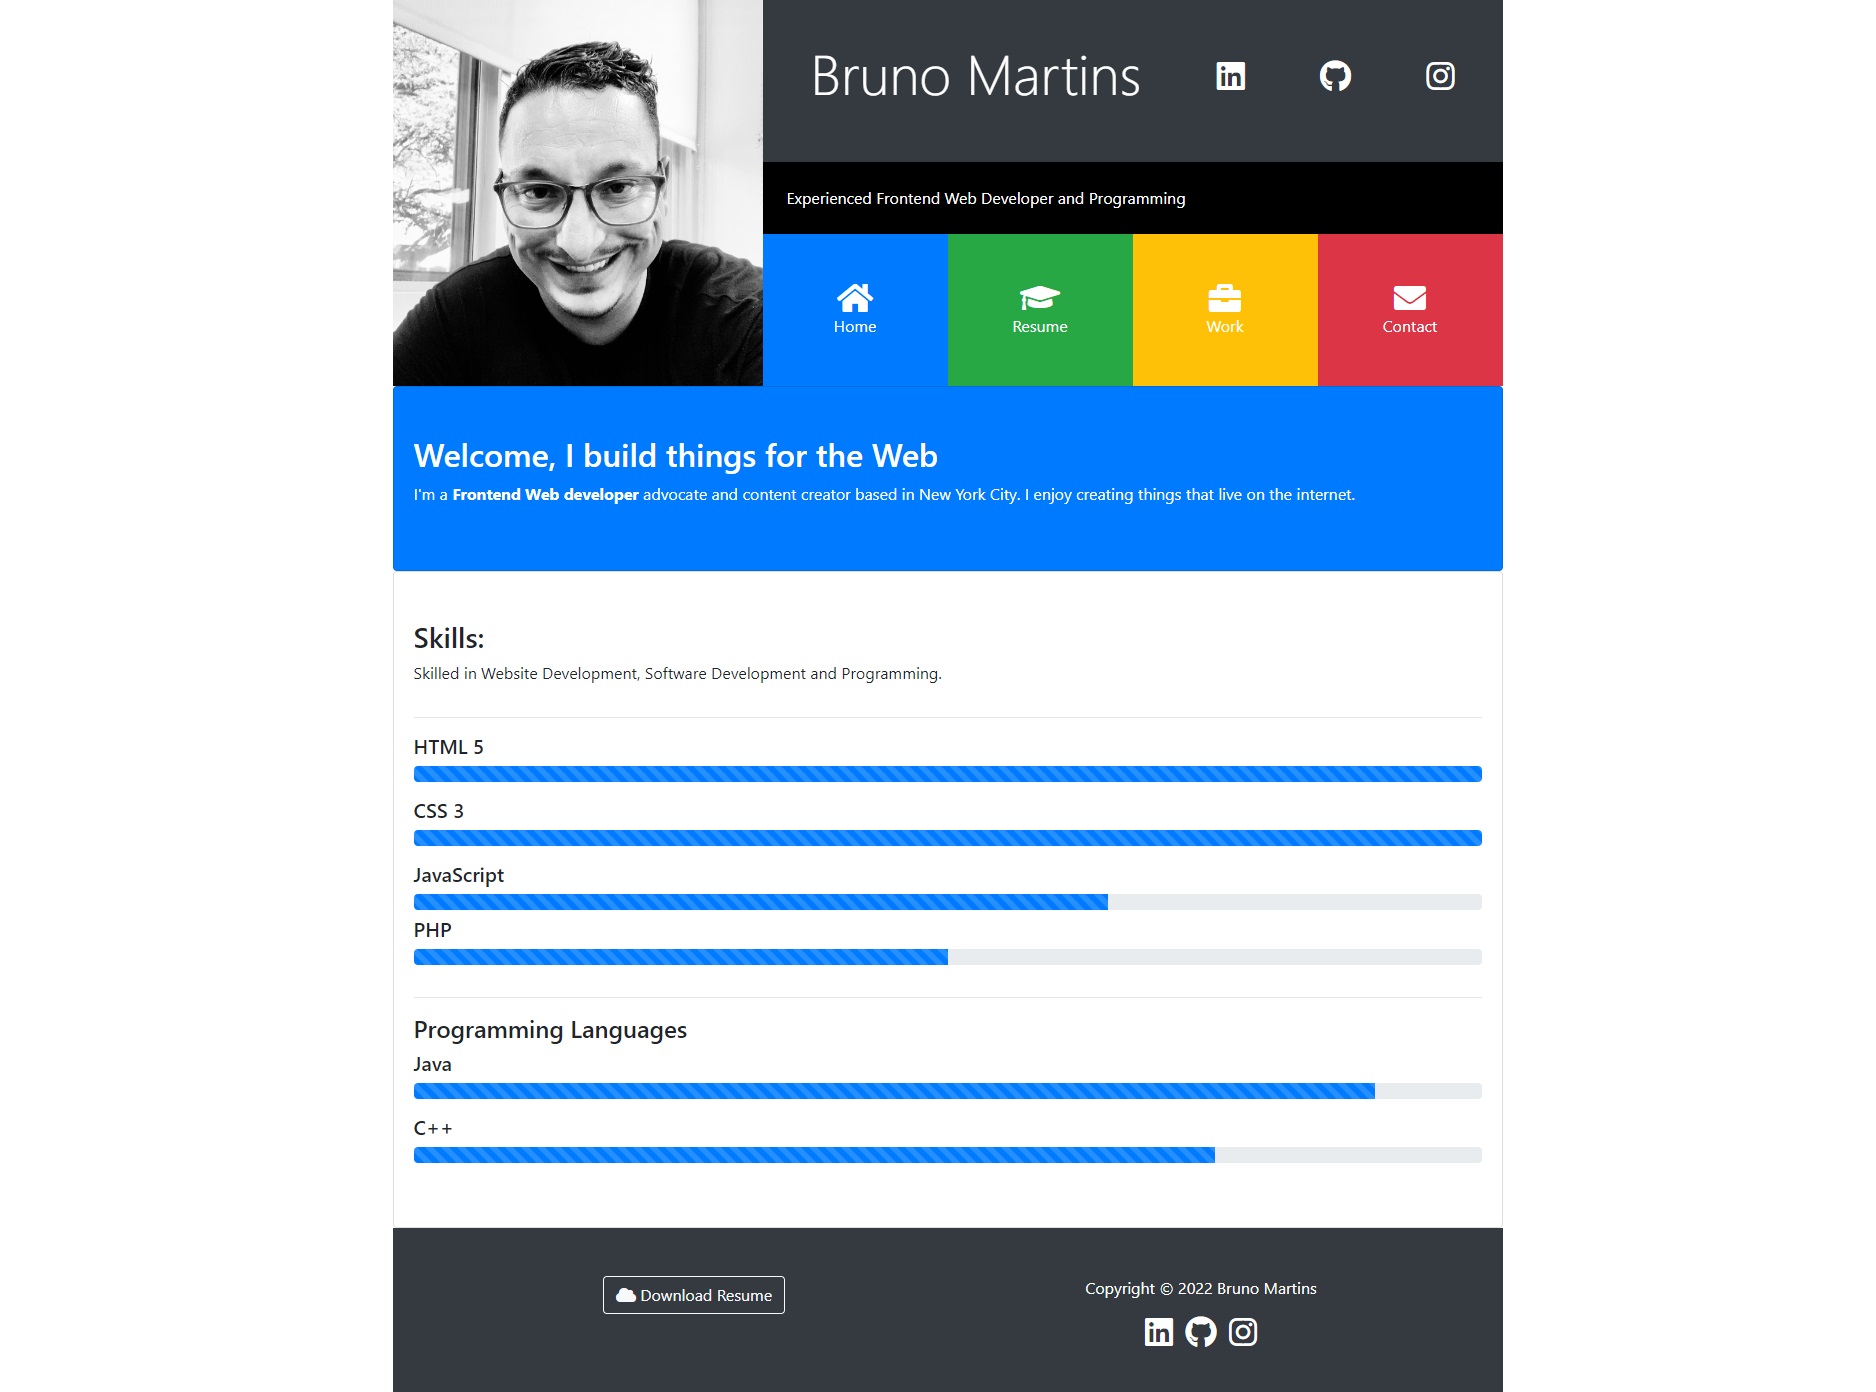 Bruno Martins
Experienced Frontend Web Developer and Programming
Home
Resume
Work
Contact
Welcome, I build things for the Web
I'm a Frontend Web developer advocate and content creator based in New York City. I enjoy creating things that live on the internet.
Skills:
Skilled in Website Development, Software Development and Programming.
HTML 5
CSS 3
JavaScript
PHP
Programming Languages
Java
C++
Download Resume
Copyright © 2022 Bruno Martins